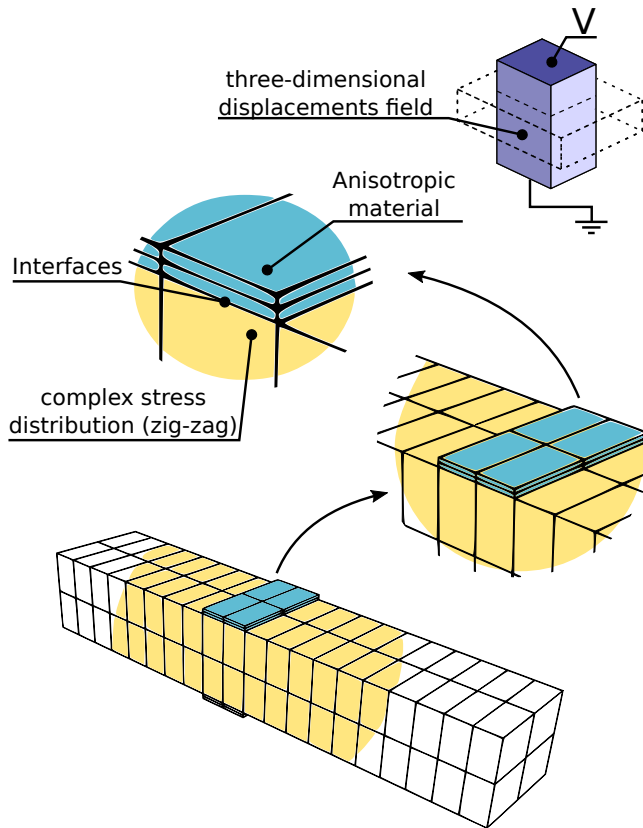 V
three-dimensional
displacements field
Anisotropic
material
Interfaces
complex stress
distribution (zig-zag)